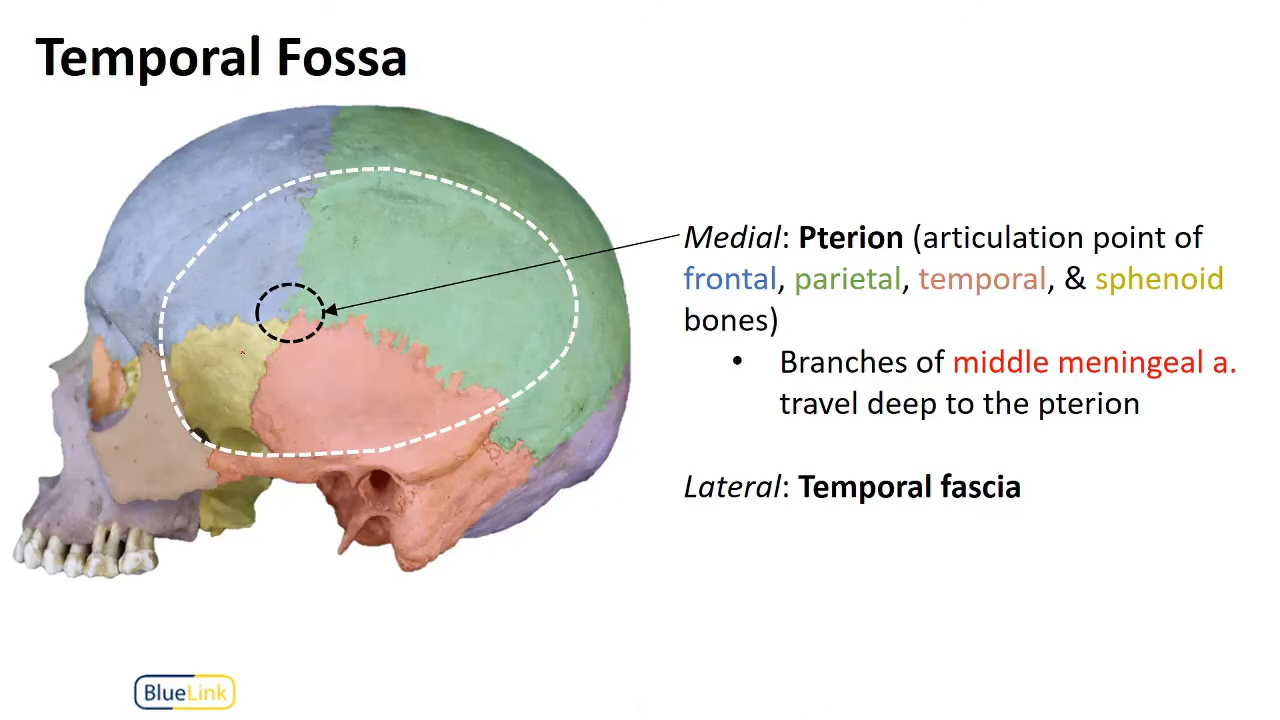 Temporal Fossa
Medial: Pterion (articulation point of
frontal, parietal, temporal, & sphenoid
bones)
• Branches of middle meningeal a.
travel deep to the pterion
Lateral: Temporal fascia
BlueLink